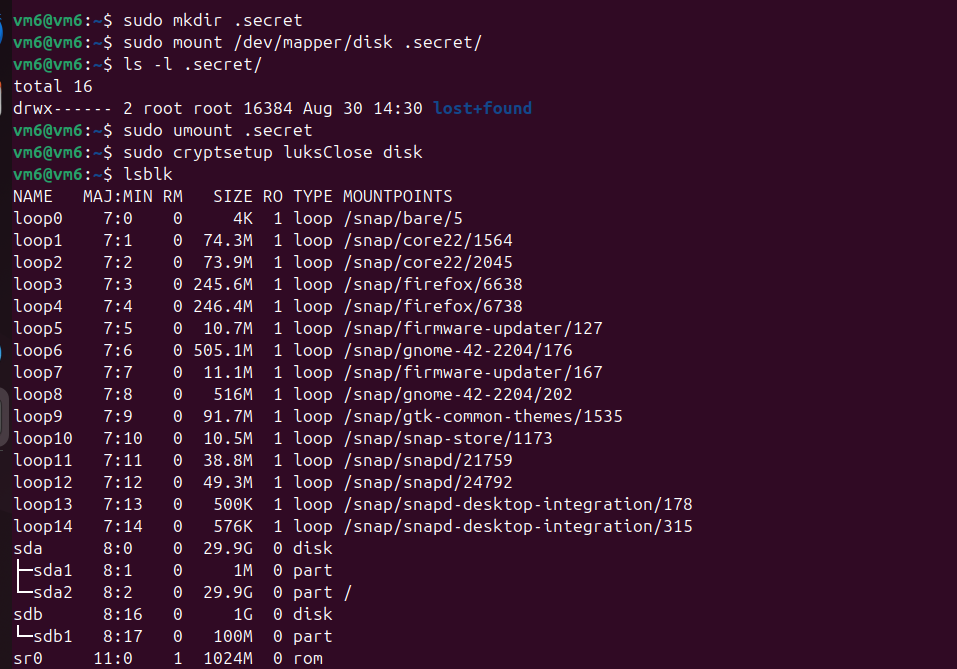 vm6@vm6:~$ sudo mkdir .secret
vm6@vm6:~$ sudo mount /dev/mapper/disk .secret/
vm6@vm6:~$ ls -l .secret/
total 16
drwx------ 2 root root 16384 Aug 30 14:30 lost+found
vm6@vm6:~$ sudo umount .secret
vm6@vm6:~$ sudo cryptsetup luksClose disk
vm6@vm6:~$ lsblk
NAME   MAJ:MIN RM   SIZE RO TYPE MOUNTPOINTS
loop0    7:0    0     4K  1 loop /snap/bare/5
loop1    7:1    0  74.3M  1 loop /snap/core22/1564
loop2    7:2    0  73.9M  1 loop /snap/core22/2045
loop3    7:3    0 245.6M  1 loop /snap/firefox/6638
loop4    7:4    0 246.4M  1 loop /snap/firefox/6738
loop5    7:5    0  10.7M  1 loop /snap/firmware-updater/127
loop6    7:6    0 505.1M  1 loop /snap/gnome-42-2204/176
loop7    7:7    0  11.1M  1 loop /snap/firmware-updater/167
loop8    7:8    0   516M  1 loop /snap/gnome-42-2204/202
loop9    7:9    0  91.7M  1 loop /snap/gtk-common-themes/1535
loop10   7:10   0  10.5M  1 loop /snap/snap-store/1173
loop11   7:11   0  38.8M  1 loop /snap/snapd/21759
loop12   7:12   0  49.3M  1 loop /snap/snapd/24792
loop13   7:13   0   500K  1 loop /snap/snapd-desktop-integration/178
loop14   7:14   0   576K  1 loop /snap/snapd-desktop-integration/315
sda      8:0    0  29.9G  0 disk
├─sda1   8:1    0     1M  0 part
└─sda2   8:2    0  29.9G  0 part /
sdb      8:16   0     1G  0 disk
└─sdb1   8:17   0   100M  0 part
sr0     11:0    1  1024M  0 rom